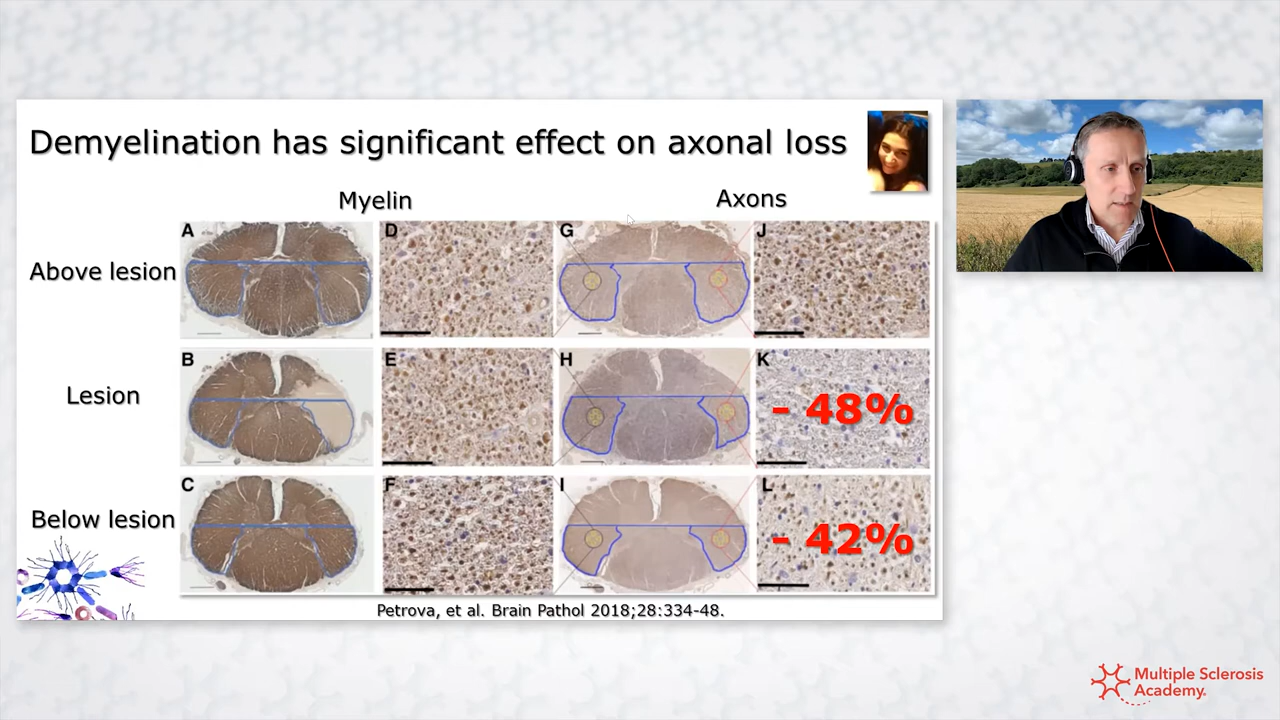 Demyelination has significant effect on axonal loss
Myelin
Axons
Above lesion
A
D
G
J
Lesion
B
E
H
K
- 48%
Below lesion
C
F
I
L
- 42%
Petrova, et al. Brain Pathol 2018;28:334-48.
Multiple Sclerosis
Academy.